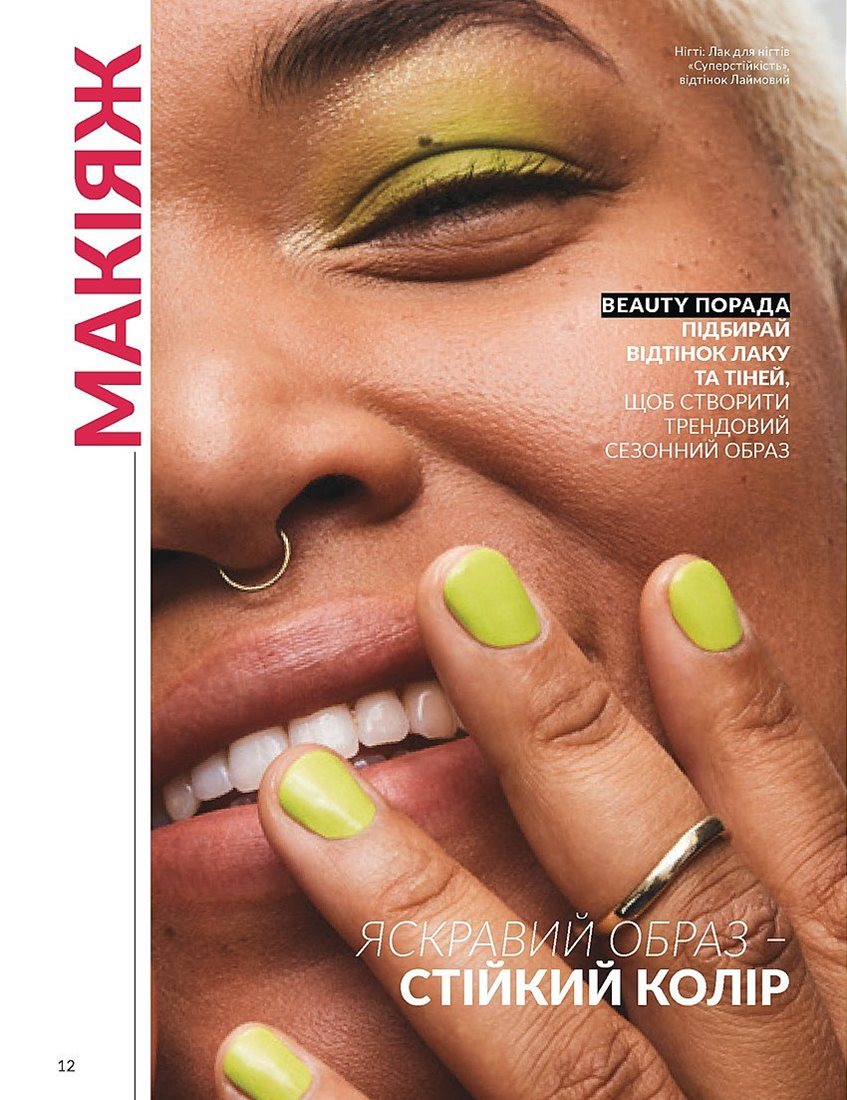 МАКІЯЖ
Нігті: Лак для нігтів
«Суперстійкість»,
відтінок Лаймовий
BEAUTY ПОРАДА
ПІДБИРАЙ
ВІДТІНОК ЛАКУ
ТА ТІНЕЙ,
ЩОБ СТВОРИТИ
ТРЕНДОВИЙ
СЕЗОННИЙ ОБРАЗ
ЯСКРАВИЙ ОБРАЗ –
СТІЙКИЙ КОЛІР
12